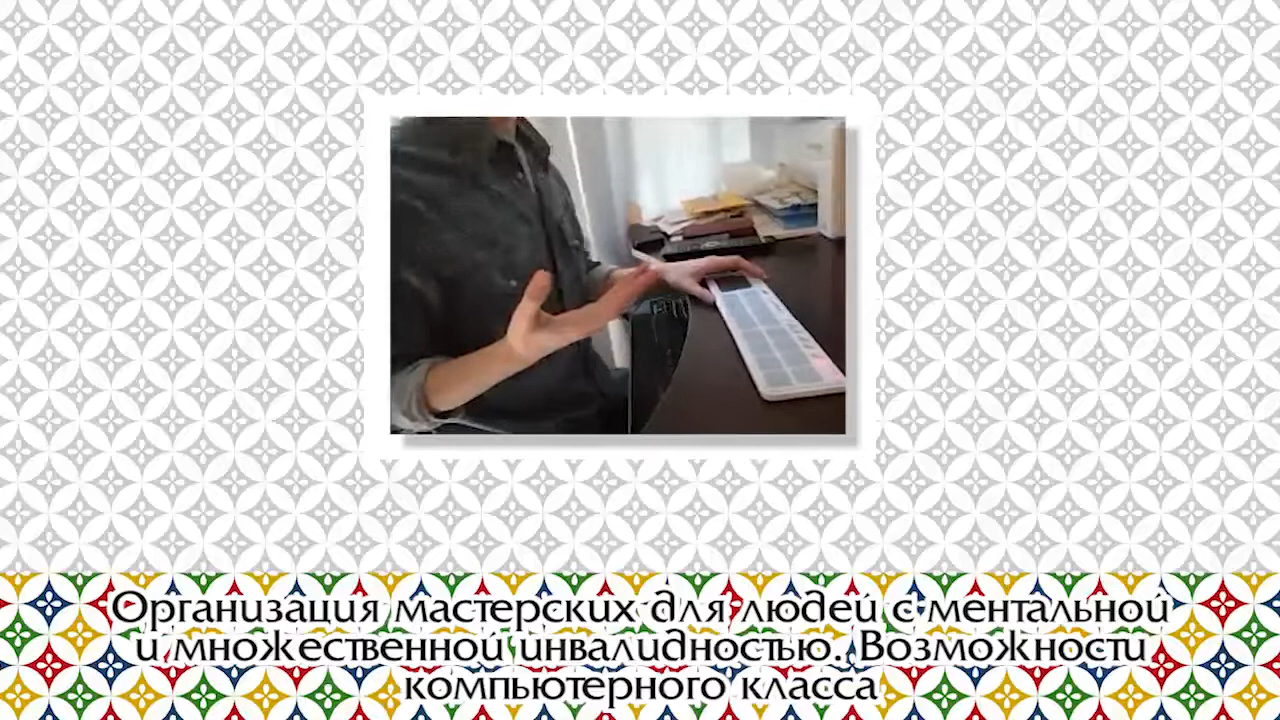 Организация мастерских для людей с ментальной
и множественной инвалидностью. Возможности
компьютерного класса